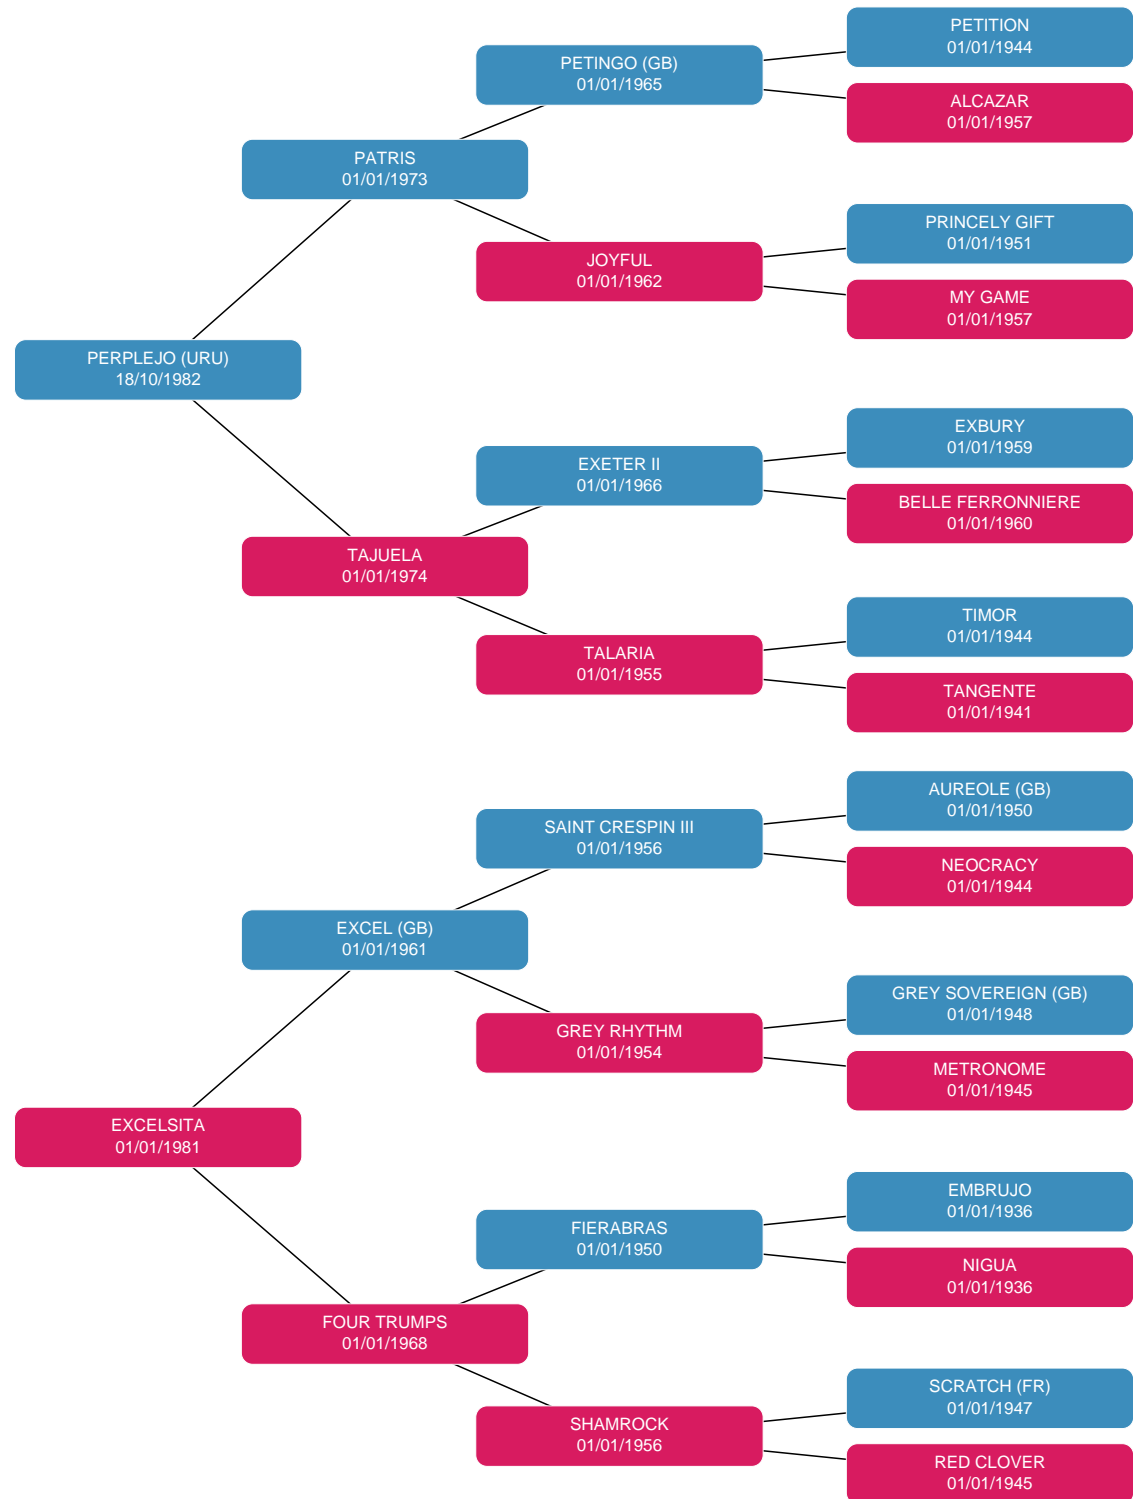 PETITION
01/01/1944
PETINGO (GB)
01/01/1965
ALCAZAR
01/01/1957
PATRIS
01/01/1973
PRINCELY GIFT
01/01/1951
JOYFUL
01/01/1962
MY GAME
01/01/1957
PERPLEJO (URU)
18/10/1982
EXBURY
01/01/1959
EXETER II
01/01/1966
BELLE FERRONNIERE
01/01/1960
TAJUELA
01/01/1974
TIMOR
01/01/1944
TALARIA
01/01/1955
TANGENTE
01/01/1941
AUREOLE (GB)
01/01/1950
SAINT CRESPIN III
01/01/1956
NEOCRACY
01/01/1944
EXCEL (GB)
01/01/1961
GREY SOVEREIGN (GB)
01/01/1948
GREY RHYTHM
01/01/1954
METRONOME
01/01/1945
EXCELSITA
01/01/1981
EMBRUJO
01/01/1936
FIERABRAS
01/01/1950
NIGUA
01/01/1936
FOUR TRUMPS
01/01/1968
SCRATCH (FR)
01/01/1947
SHAMROCK
01/01/1956
RED CLOVER
01/01/1945